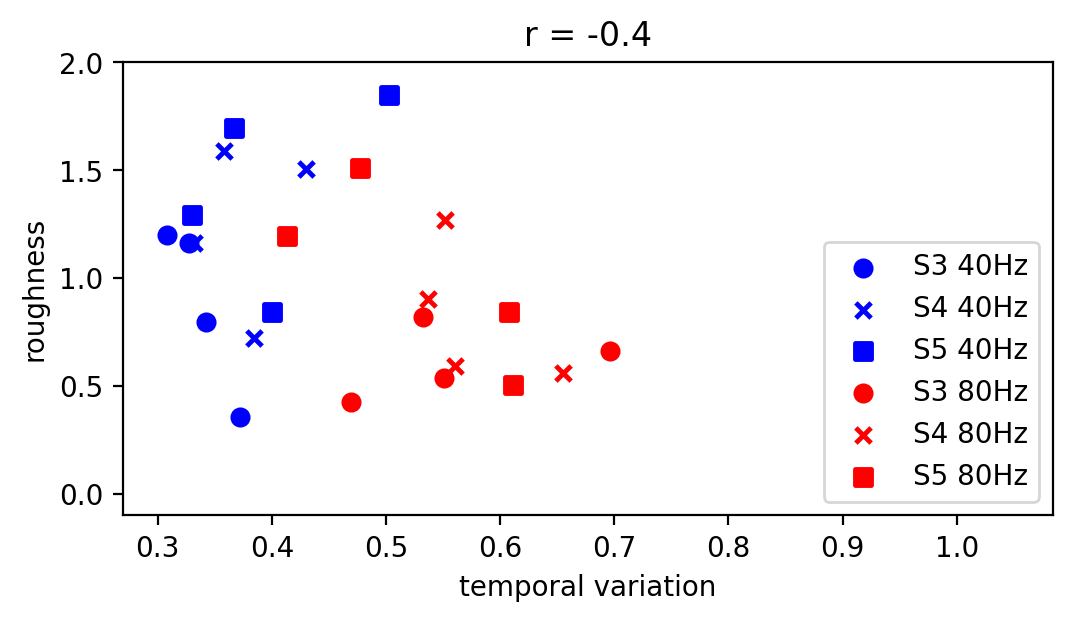 r = -0.4
2.0
1.5
1.0
0.5
0.0
roughness
S3 40Hz
S4 40Hz
S5 40Hz
S3 80Hz
S4 80Hz
S5 80Hz
0.3 0.4 0.5 0.6 0.7 0.8 0.9 1.0
temporal variation